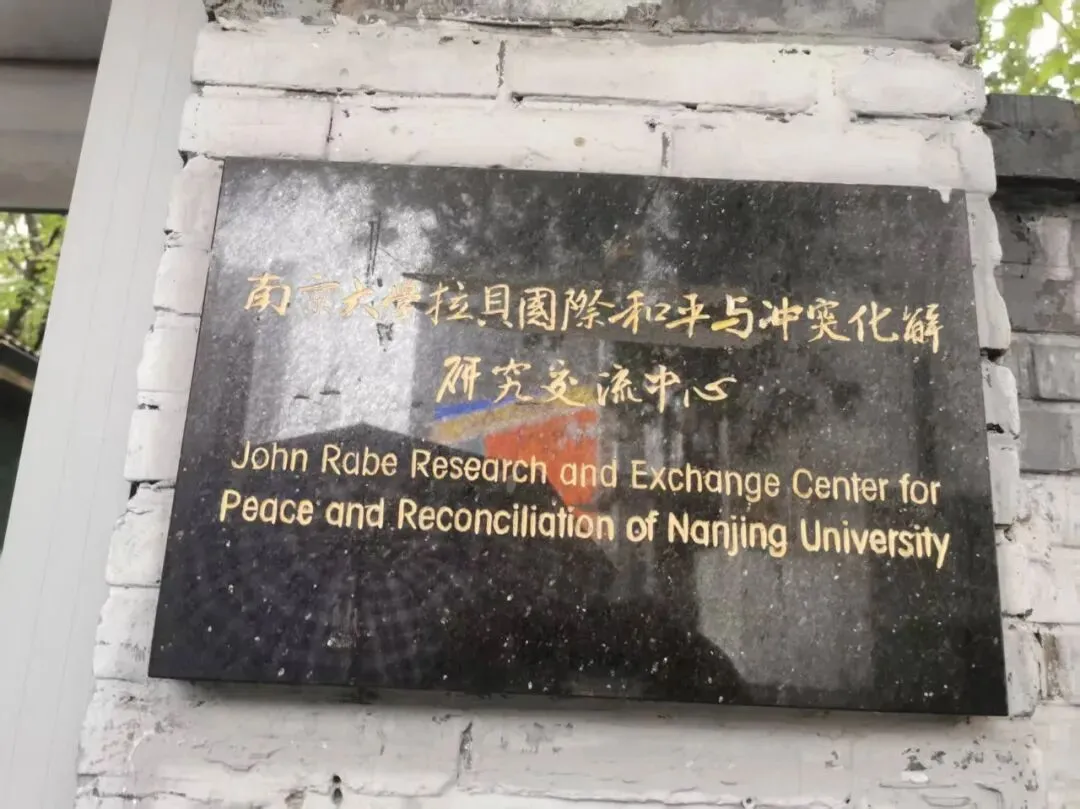 南京大學拉貝國際和平与冲突化解
研究交流中心
John Rabe Research and Exchange Center for
Peace and Reconciliation of Nanjing University